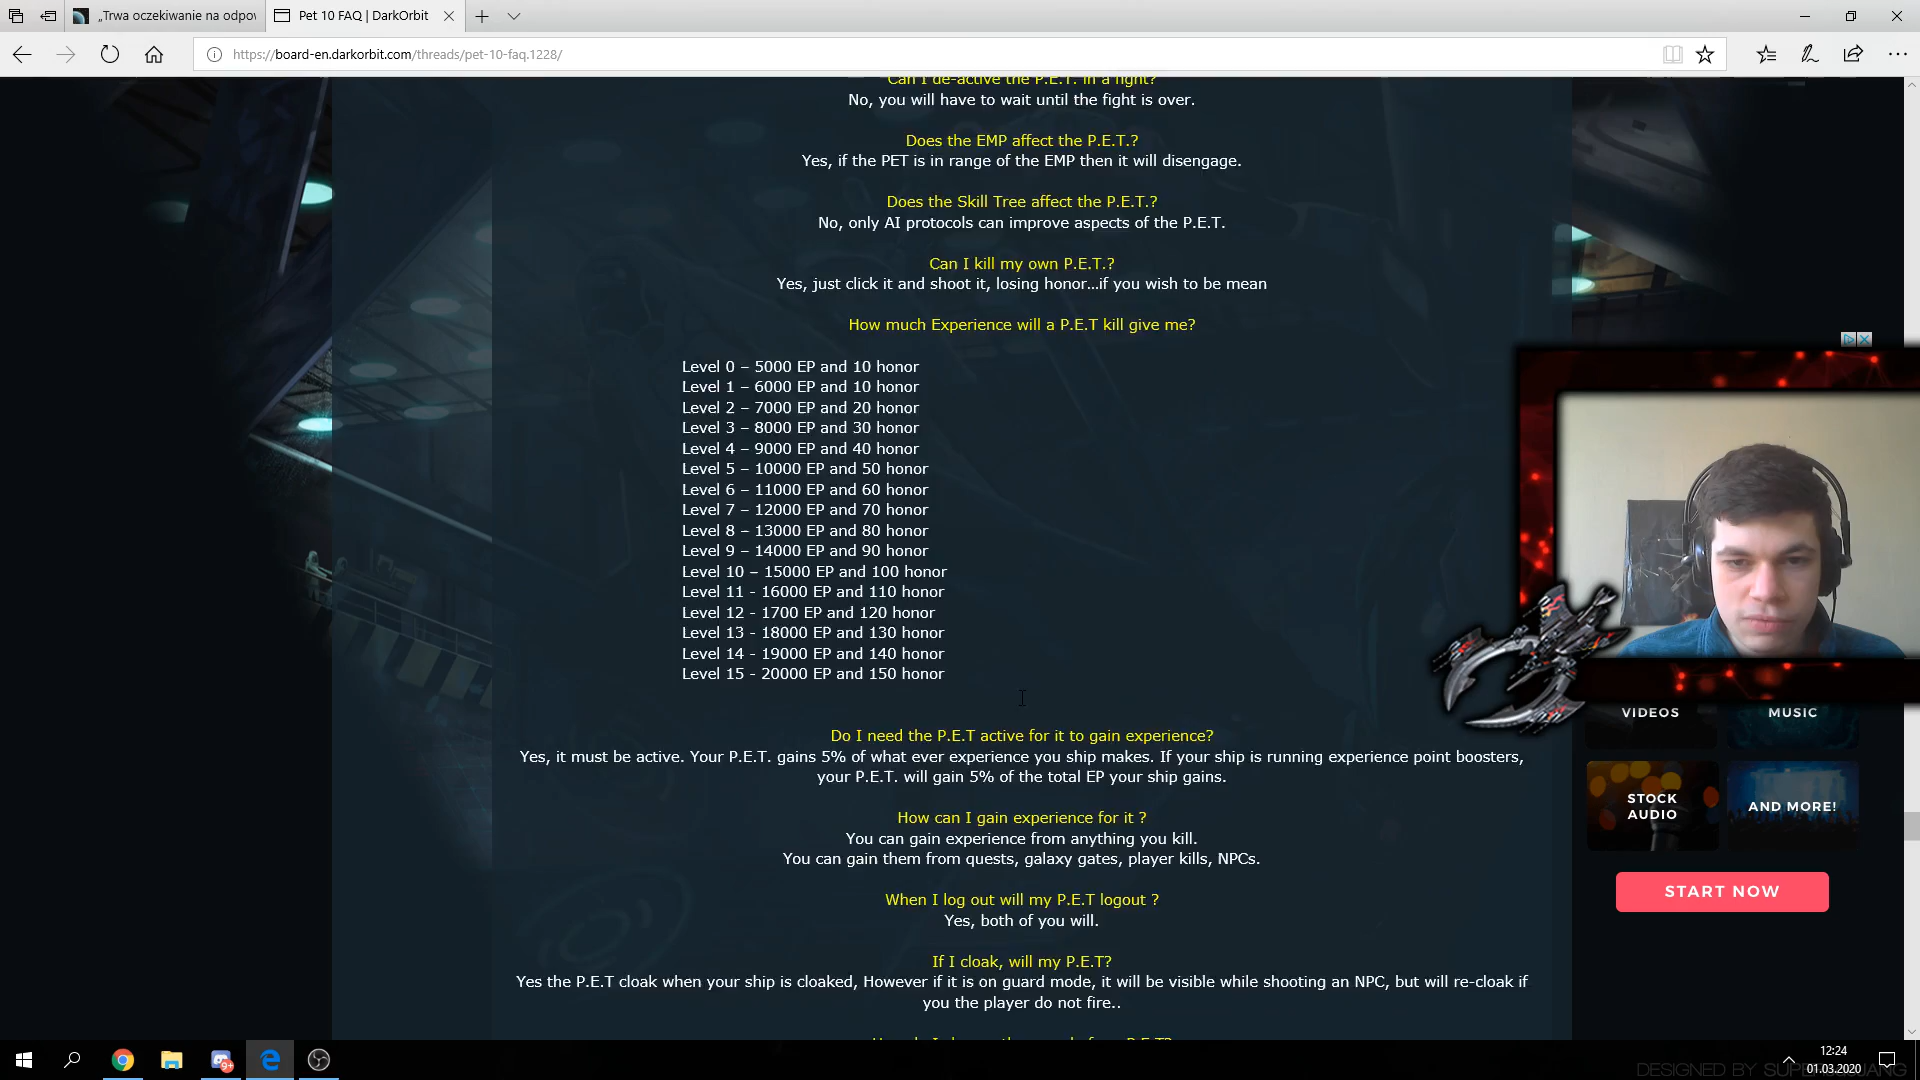 „Trwa oczekiwanie na odpow
Pet 10 FAQ | DarkOrbit
https://board-en.darkorbit.com/threads/pet-10-faq.1228/
Can I de-active the P.E.T. in a fight?
No, you will have to wait until the fight is over.
Does the EMP affect the P.E.T.?
Yes, if the PET is in range of the EMP then it will disengage.
Does the Skill Tree affect the P.E.T.?
No, only AI protocols can improve aspects of the P.E.T.
Can I kill my own P.E.T.?
Yes, just click it and shoot it, losing honor...if you wish to be mean
How much Experience will a P.E.T kill give me?
Level 0 – 5000 EP and 10 honor
Level 1 – 6000 EP and 10 honor
Level 2 – 7000 EP and 20 honor
Level 3 – 8000 EP and 30 honor
Level 4 – 9000 EP and 40 honor
Level 5 – 10000 EP and 50 honor
Level 6 – 11000 EP and 60 honor
Level 7 – 12000 EP and 70 honor
Level 8 – 13000 EP and 80 honor
Level 9 – 14000 EP and 90 honor
Level 10 – 15000 EP and 100 honor
Level 11 - 16000 EP and 110 honor
Level 12 - 1700 EP and 120 honor
Level 13 - 18000 EP and 130 honor
Level 14 - 19000 EP and 140 honor
Level 15 - 20000 EP and 150 honor
Do I need the P.E.T active for it to gain experience?
Yes, it must be active. Your P.E.T. gains 5% of what ever experience you ship makes. If your ship is running experience point boosters,
your P.E.T. will gain 5% of the total EP your ship gains.
How can I gain experience for it ?
You can gain experience from anything you kill.
You can gain them from quests, galaxy gates, player kills, NPCs.
When I log out will my P.E.T logout ?
Yes, both of you will.
If I cloak, will my P.E.T?
Yes the P.E.T cloak when your ship is cloaked, However if it is on guard mode, it will be visible while shooting an NPC, but will re-cloak if
you the player do not fire..
VIDEOS
MUSIC
STOCK
AUDIO
AND MORE!
START NOW
9+
12:24
01.03.2020
DESIGNED BY